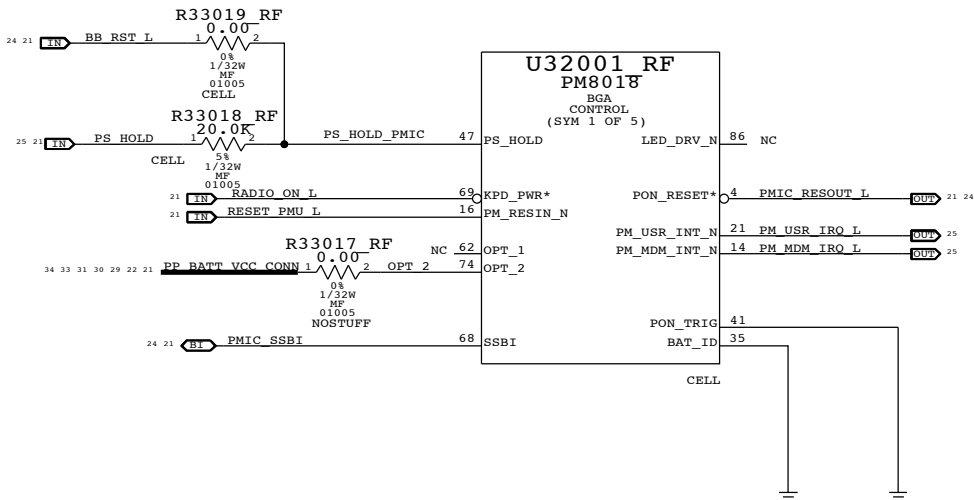 R33019_RF
0.00
24 21 IN BB_RST_L 1 2
0%
1/32W
MF
01005
CELL
R33018_RF
20.0K
25 21 IN PS_HOLD 1 2 PS_HOLD_PMIC 47
CELL
5%
1/32W
MF
01005
21 IN RADIO_ON_L 69
21 IN RESET_PMU_L 16
R33017_RF
0.00
NC 62
34 33 31 30 29 22 21 PP_BATT_VCC_CONN 1 2 OPT_2 74
0%
1/32W
MF
01005
NOSTUFF
24 21 BI PMIC_SSBI 68
U32001_RF
PM8018
BGA
CONTROL
(SYM 1 OF 5)
PS_HOLD LED_DRV_N 86 NC
KPD_PWR* PON_RESET* 4 PMIC_RESOUT_L OUT 21 24
PM_RESIN_N
PM_USR_INT_N 21 PM_USR_IRQ_L OUT 25
OPT_1 PM_MDM_INT_N 14 PM_MDM_IRQ_L OUT 25
OPT_2
PON_TRIG 41
SSBI BAT_ID 35
CELL